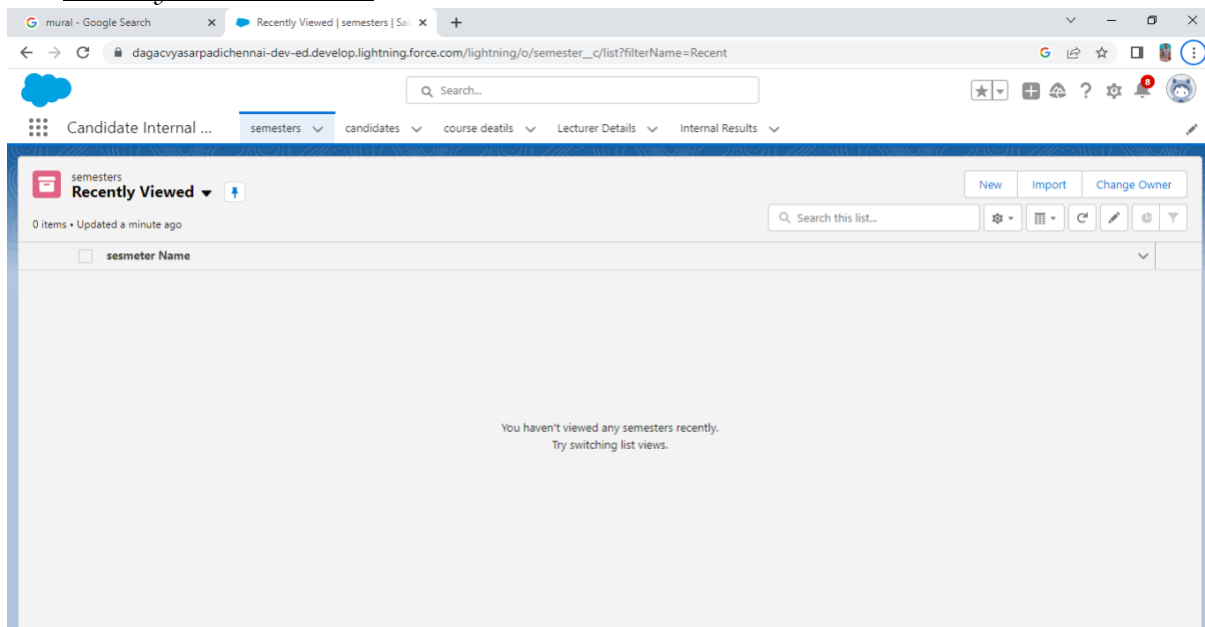 mural - Google Search
Recently Viewed | semesters | Sal
dagacvyasarpadichennai-dev-ed.develop.lightning.force.com/lightning/o/semester__c/list?filterName=Recent
Search...
8
Candidate Internal ... semesters candidates course deatils Lecturer Details Internal Results
semesters
Recently Viewed
New Import Change Owner
0 items • Updated a minute ago
Search this list...
sesmeter Name
You haven't viewed any semesters recently.
Try switching list views.